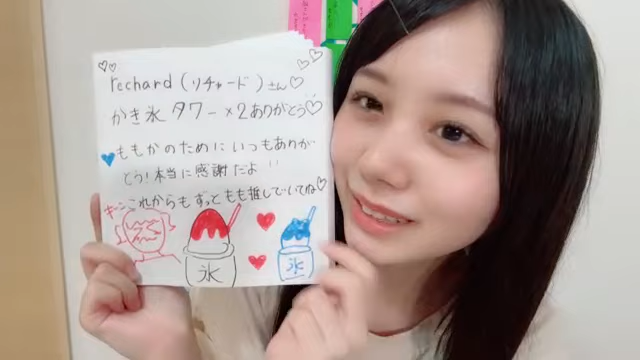 rechard(リチャード)さん♡
かき氷タワー×2ありがとう♡
ももかのためにいつもありが
とう!本当に感謝だよ
これからもずっともも推していてね♡
キーン
氷
氷